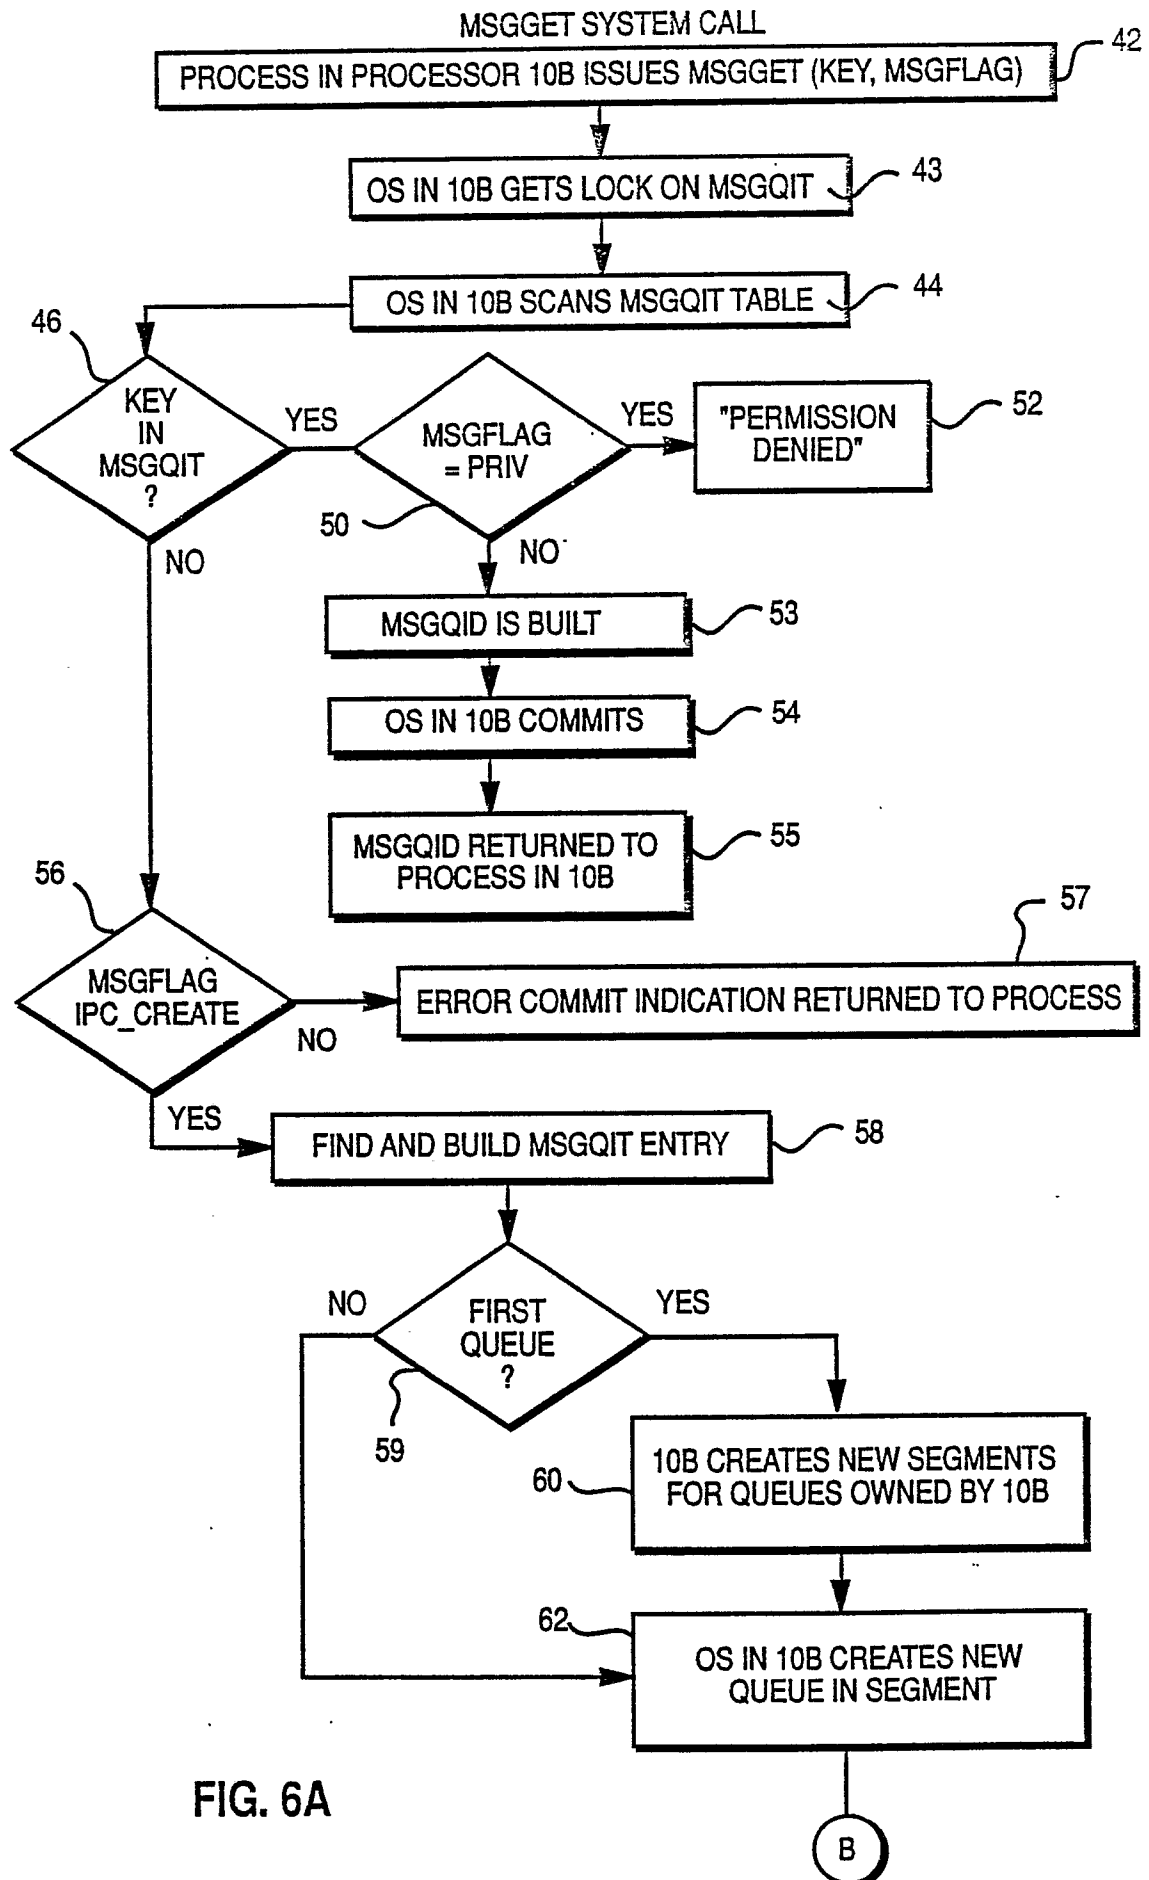 MSGGET SYSTEM CALL
42
PROCESS IN PROCESSOR 10B ISSUES MSGGET (KEY, MSGFLAG)
43
OS IN 10B GETS LOCK ON MSGQIT
44
OS IN 10B SCANS MSGQIT TABLE
46
KEY
IN
MSGQIT
?
YES
NO
MSGFLAG
= PRIV
50
YES
NO
"PERMISSION
DENIED"
52
MSGQID IS BUILT
53
OS IN 10B COMMITS
54
MSGQID RETURNED TO
PROCESS IN 10B
55
56
MSGFLAG
IPC_CREATE
NO
YES
57
ERROR COMMIT INDICATION RETURNED TO PROCESS
FIND AND BUILD MSGQIT ENTRY
58
FIRST
QUEUE
?
NO
YES
59
60
10B CREATES NEW SEGMENTS
FOR QUEUES OWNED BY 10B
62
OS IN 10B CREATES NEW
QUEUE IN SEGMENT
FIG. 6A
B